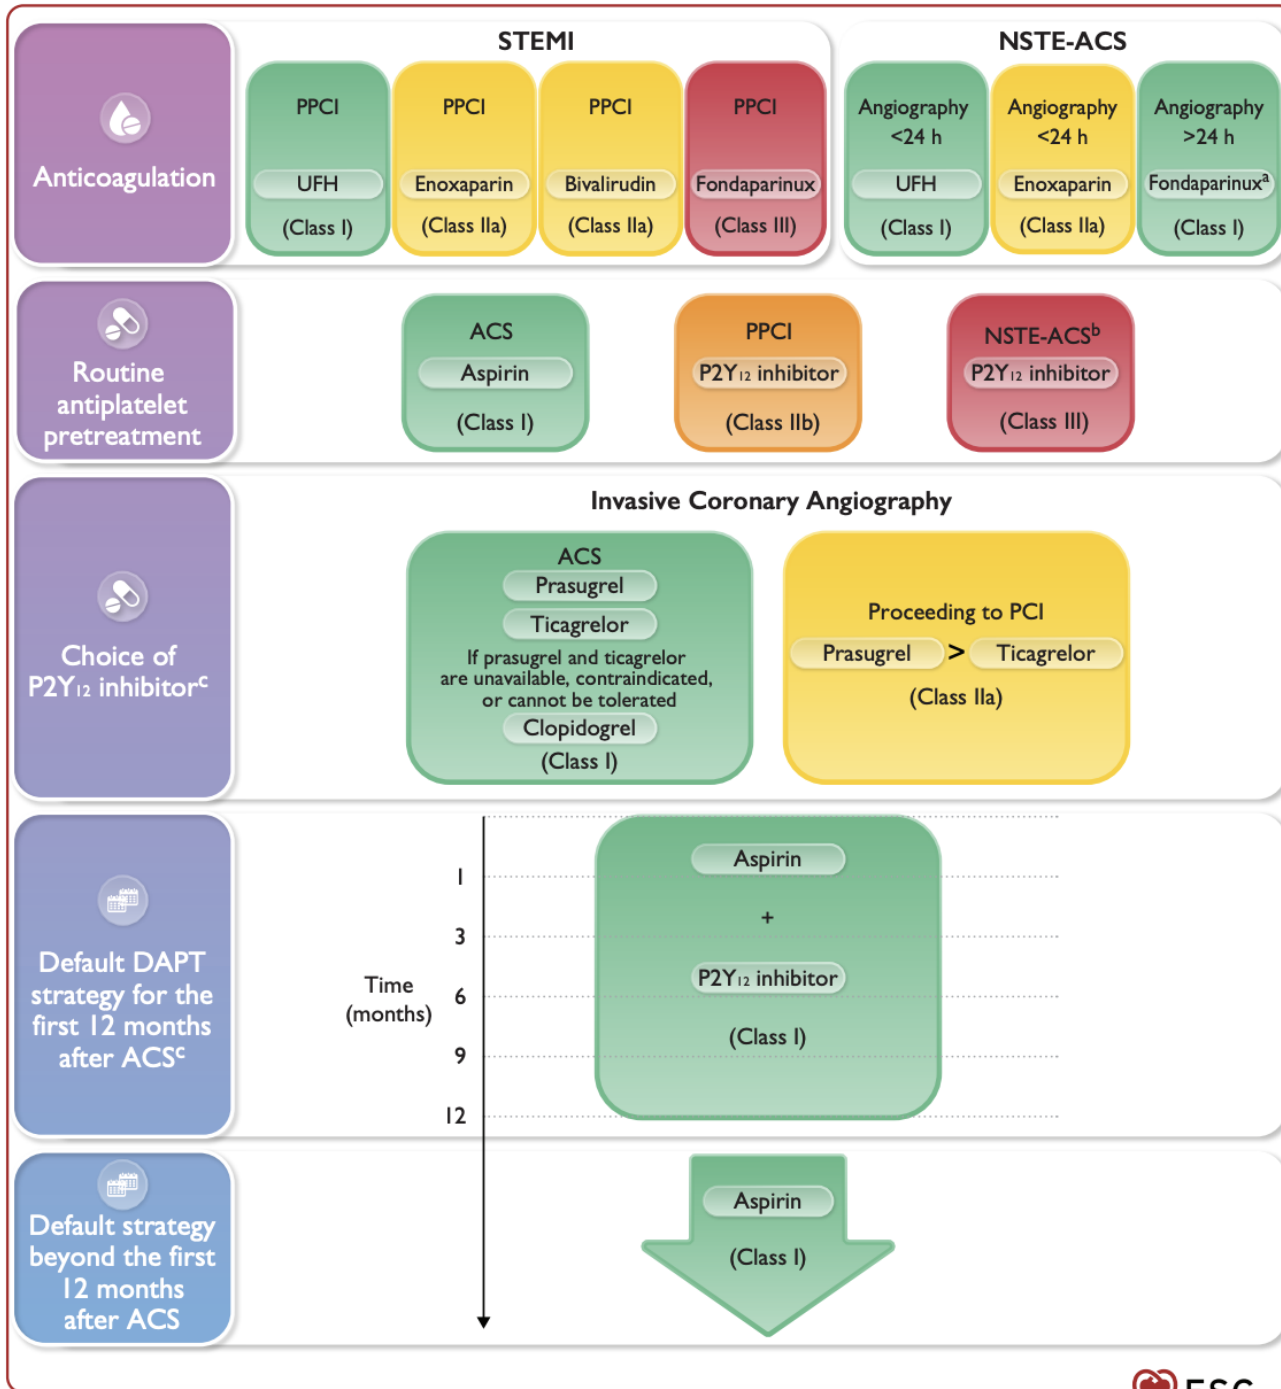 STEMI
NSTE-ACS
Anticoagulation
PPCI
UFH
(Class I)
PPCI
Enoxaparin
(Class IIa)
PPCI
Bivalirudin
(Class IIa)
PPCI
Fondaparinux
(Class III)
Angiography
<24 h
UFH
(Class I)
Angiography
<24 h
Enoxaparin
(Class IIa)
Angiography
>24 h
Fondaparinuxᵃ
(Class I)
Routine
antiplatelet
pretreatment
ACS
Aspirin
(Class I)
PPCI
P2Y₁₂ inhibitor
(Class IIb)
NSTE-ACSᵇ
P2Y₁₂ inhibitor
(Class III)
Choice of
P2Y₁₂ inhibitorᶜ
Invasive Coronary Angiography
ACS
Prasugrel
Ticagrelor
If prasugrel and ticagrelor
are unavailable, contraindicated,
or cannot be tolerated
Clopidogrel
(Class I)
Proceeding to PCI
Prasugrel > Ticagrelor
(Class IIa)
Default DAPT
strategy for the
first 12 months
after ACSᶜ
Time
(months)
1
3
6
9
12
Aspirin
+
P2Y₁₂ inhibitor
(Class I)
Default strategy
beyond the first
12 months
after ACS
Aspirin
(Class I)
ESC